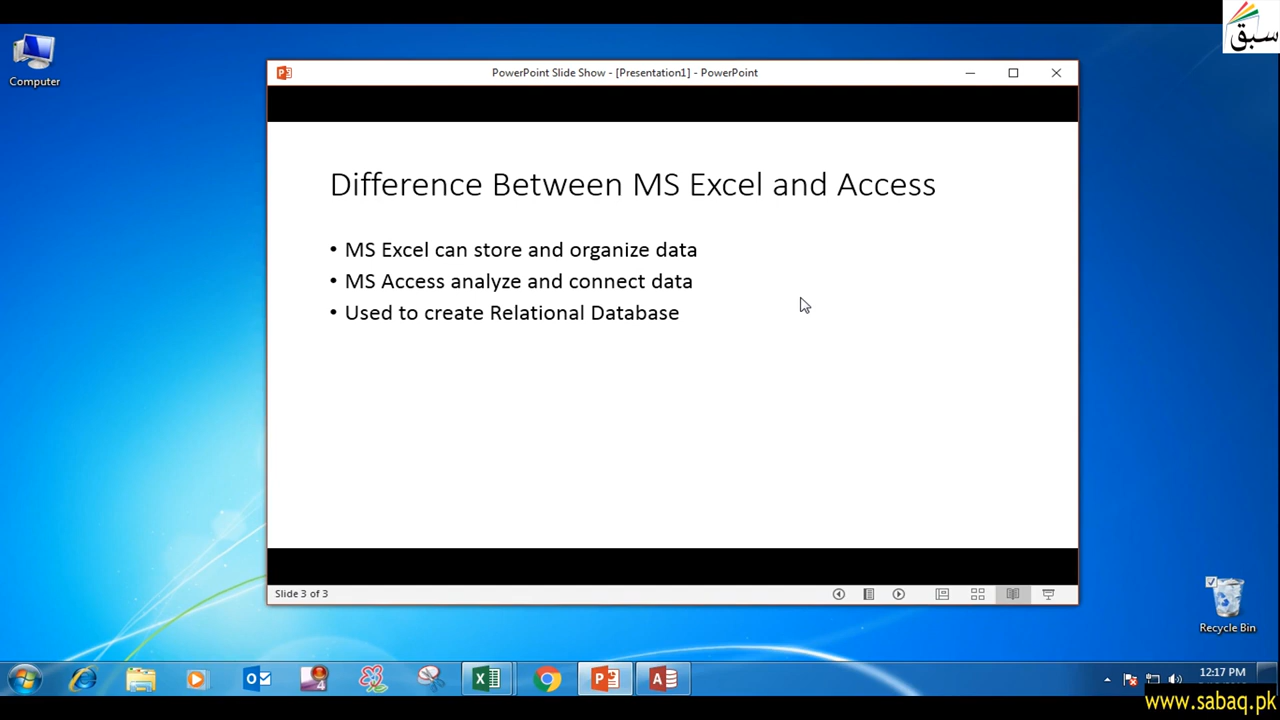 سبق
Computer
PowerPoint Slide Show - [Presentation1] - PowerPoint
Difference Between MS Excel and Access
• MS Excel can store and organize data
• MS Access analyze and connect data
• Used to create Relational Database
Slide 3 of 3
Recycle Bin
12:17 PM
www.sabaq.pk